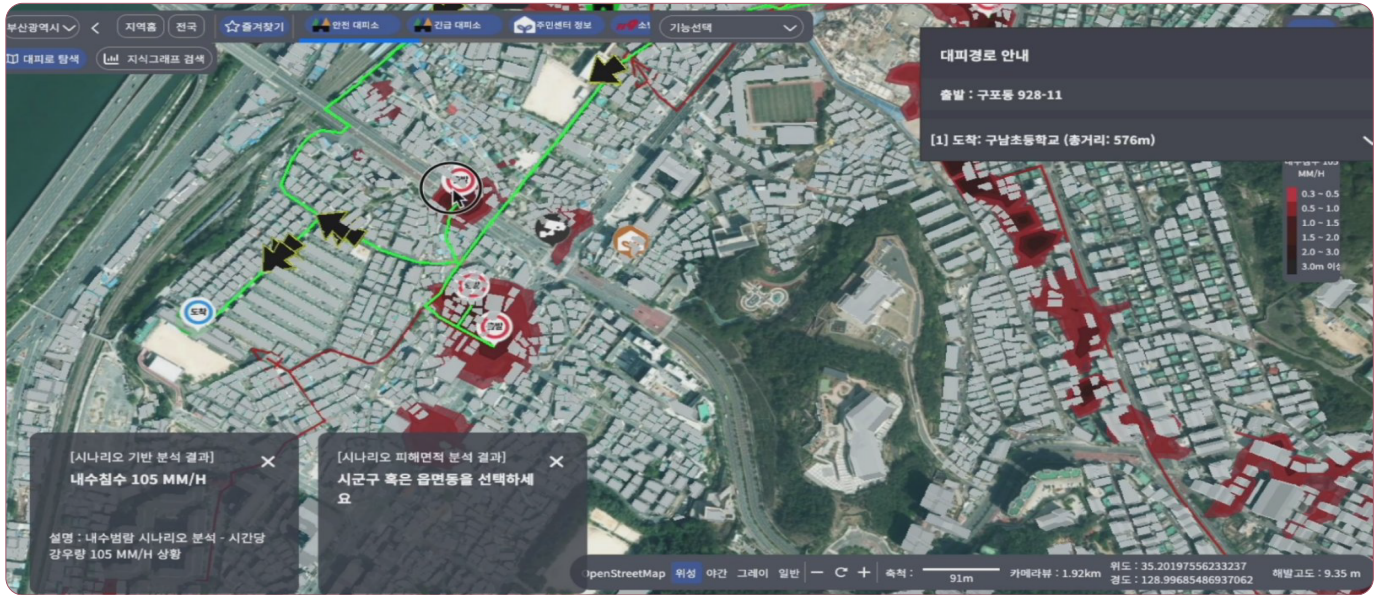 부산광역시
지역홈
전국
즐겨찾기
안전 대피소
긴급 대피소
주민센터 정보
기능선택
대피로 탐색
지식그래프 검색
대피경로 안내
출발 : 구포동 928-11
[1] 도착: 구남초등학교 (총거리: 576m)
내수침수 105
MM/H
0.3 ~ 0.5
0.5 ~ 1.0
1.0 ~ 1.5
1.5 ~ 2.0
2.0 ~ 3.0
3.0m
출발
도착
[시나리오 기반 분석 결과]
내수침수 105 MM/H
설명 : 내수범람 시나리오 분석 - 시간당
강우량 105 MM/H 상황
[시나리오 피해면적 분석 결과]
시군구 혹은 읍면동을 선택하세
요
OpenStreetMap 위성 야간 그레이 일반
축척 :
91m
카메라뷰 : 1.92km
위도 : 35.20197556233237
경도 : 128.99685486937062
해발고도 : 9.35 m